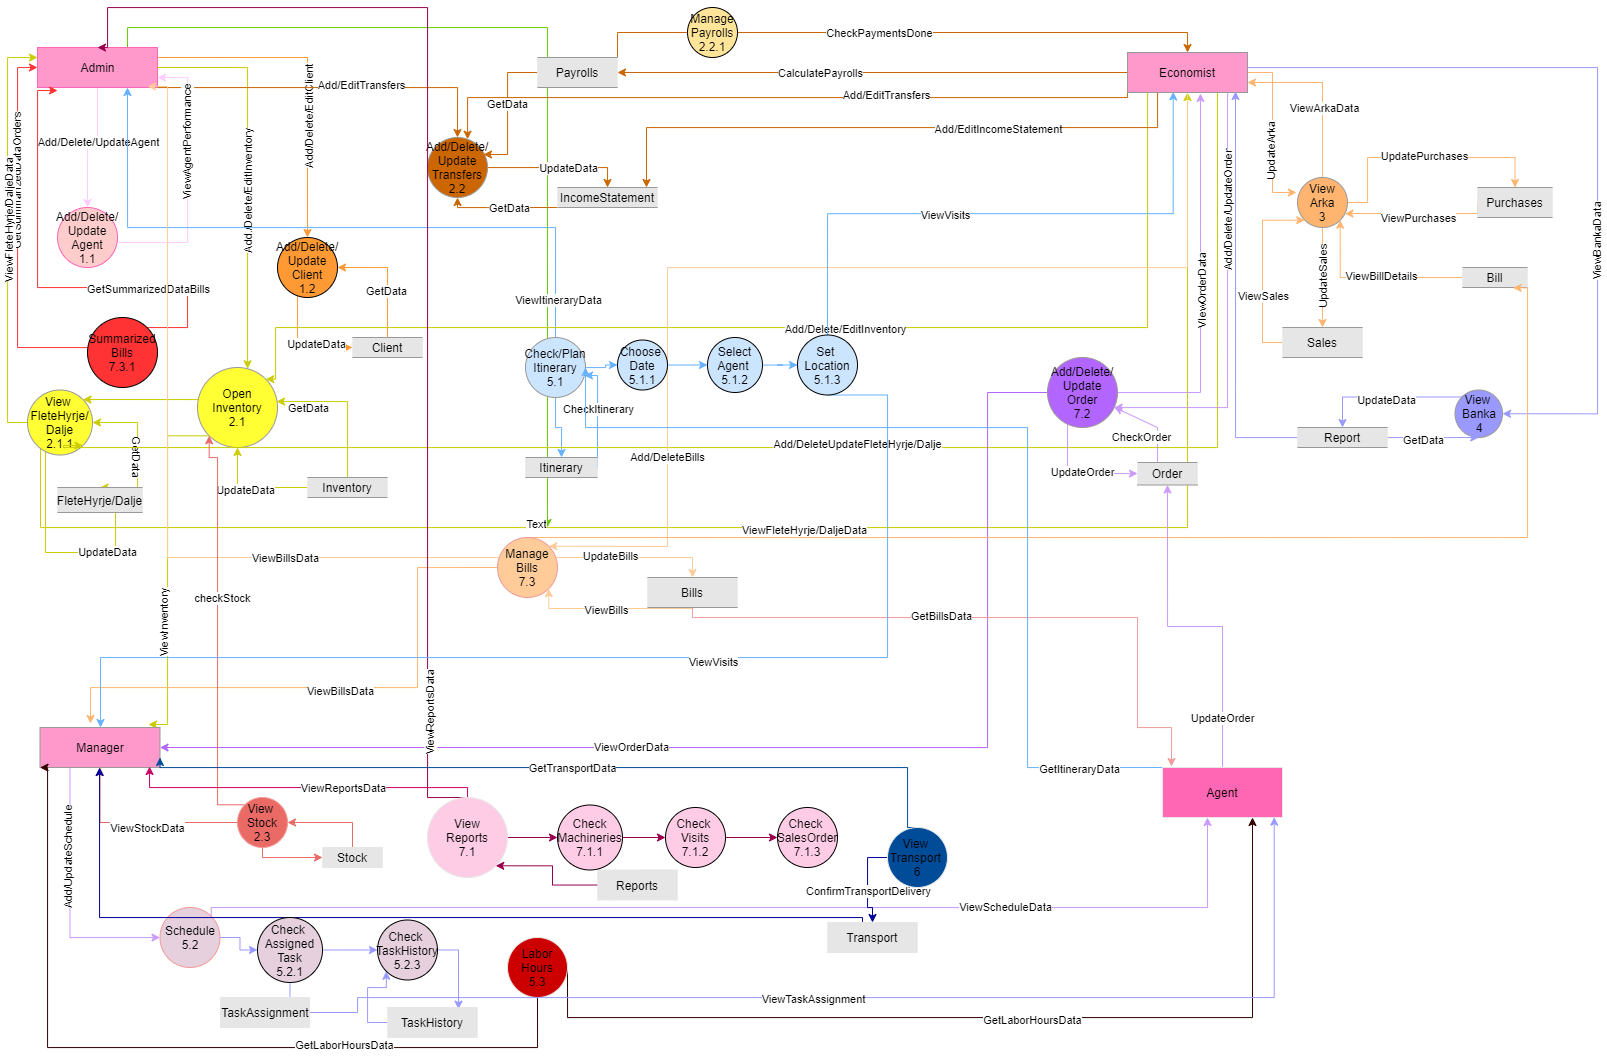 Manage
Payrolls
2.2.1
CheckPaymentsDone
Admin
Payrolls
CalculatePayrolls
Economist
Add/EditTransfers
GetData
Add/EditTransfers
ViewArkaData
Add/Delete/EditClient
ViewAgentPerformance
Add/Delete/UpdateAgent
Add/EditIncomeStatement
UpdateArka
Add/Delete/
Update
Transfers
2.2
UpdateData
UpdatePurchases
GetSummarizedDataOrders
ViewFleteHyrje/DaljeData
Add./Delete/EditInventory
Add/Delete/UpdateOrder
IncomeStatement
GetData
ViewVisits
View
Arka
3
Purchases
ViewPurchases
ViewBankaData
Add/Delete/
Update
Agent
1.1
Add/Delete/
Update
Client
1.2
GetSummarizedDataBills
GetData
ViewItineraryData
ViewOrderData
UpdateSales
ViewBillDetails
Bill
ViewSales
Summarized
Bills
7.3.1
UpdateData
Client
Add/Delete/EditInventory
Check/Plan
Itinerary
5.1
Choose
Date
5.1.1
Select
Agent
5.1.2
Set
Location
5.1.3
Sales
Add/Delete/
Update
Order
7.2
View
FleteHyrje/
Dalje
2.1.1
Open
Inventory
2.1
GetData
CheckItinerary
UpdateData
View
Banka
4
GetData
Add/DeleteUpdateFleteHyrje/Dalje
CheckOrder
Report
GetData
Add/DeleteBills
Itinerary
UpdateOrder
Order
FleteHyrje/Dalje
UpdateData
Inventory
Text
ViewFleteHyrje/DaljeData
UpdateData
ViewBillsData
Manage
Bills
7.3
UpdateBills
Bills
checkStock
ViewInventory
ViewBills
GetBillsData
ViewVisits
ViewBillsData
ViewReportsData
UpdateOrder
Manager
ViewOrderData
GetTransportData
GetItineraryData
Agent
ViewReportsData
Add/UpdateSchedule
ViewStockData
View
Stock
2.3
Stock
View
Reports
7.1
Check
Machineries
7.1.1
Check
Visits
7.1.2
Check
SalesOrder
7.1.3
View
Transport
6
Reports
ConfirmTransportDelivery
ViewScheduleData
Schedule
5.2
Check
Assigned
Task
5.2.1
Check
TaskHistory
5.2.3
Transport
Labor
Hours
5.3
ViewTaskAssignment
TaskAssignment
TaskHistory
GetLaborHoursData
GetLaborHoursData